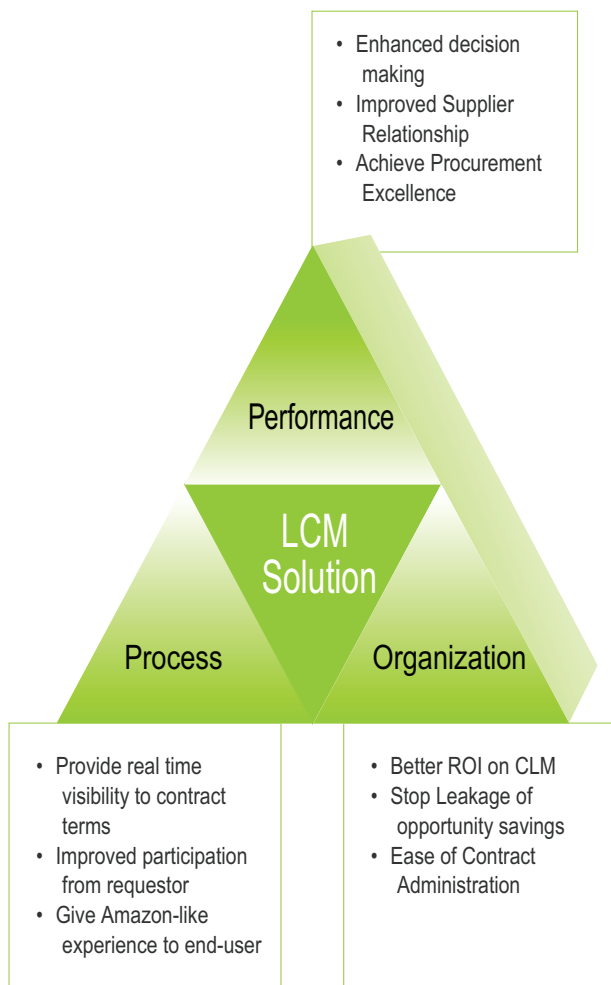 • Enhanced decision
making
• Improved Supplier
Relationship
• Achieve Procurement
Excellence
Performance
LCM
Solution
Process
Organization
• Provide real time
visibility to contract
terms
• Improved participation
from requestor
• Give Amazon-like
experience to end-user
• Better ROI on CLM
• Stop Leakage of
opportunity savings
• Ease of Contract
Administration